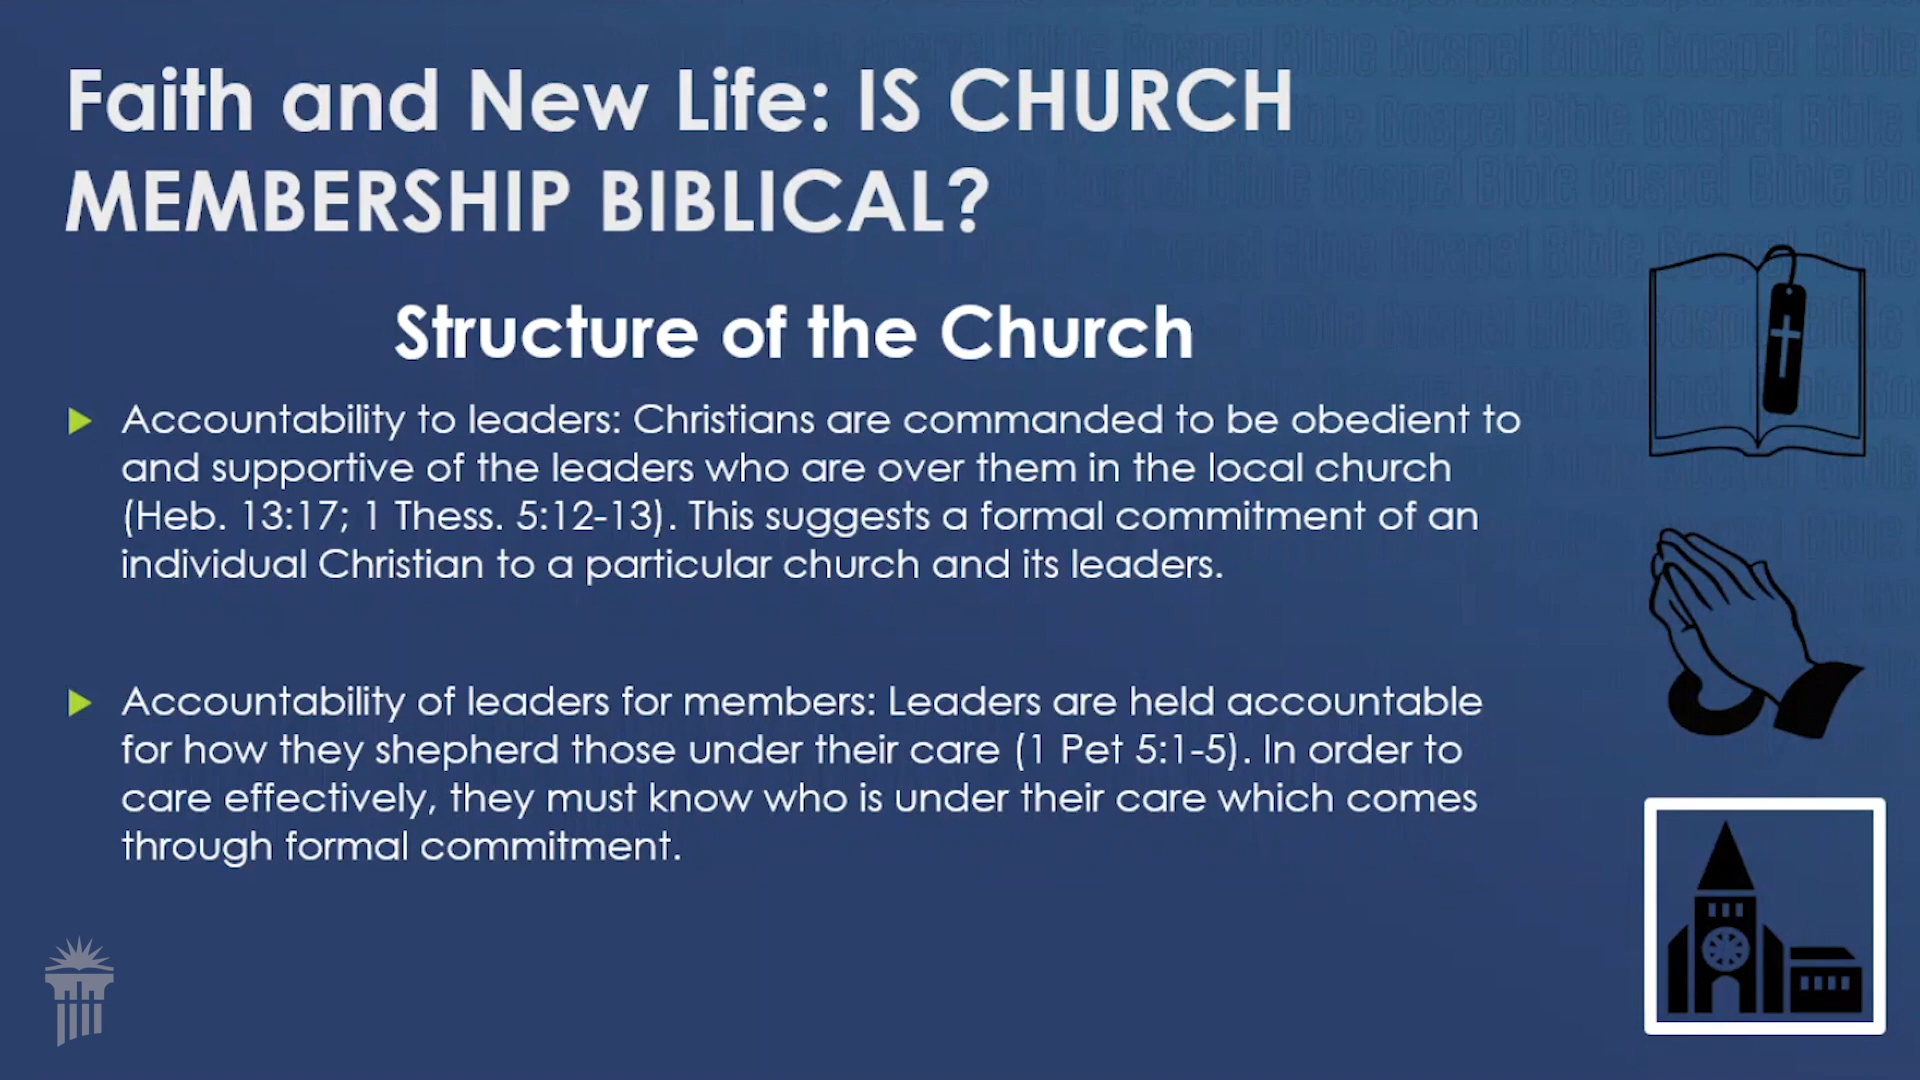 Faith and New Life: IS CHURCH
MEMBERSHIP BIBLICAL?
Structure of the Church
Accountability to leaders: Christians are commanded to be obedient to
and supportive of the leaders who are over them in the local church
(Heb. 13:17; 1 Thess. 5:12-13). This suggests a formal commitment of an
individual Christian to a particular church and its leaders.
Accountability of leaders for members: Leaders are held accountable
for how they shepherd those under their care (1 Pet 5:1-5). In order to
care effectively, they must know who is under their care which comes
through formal commitment.